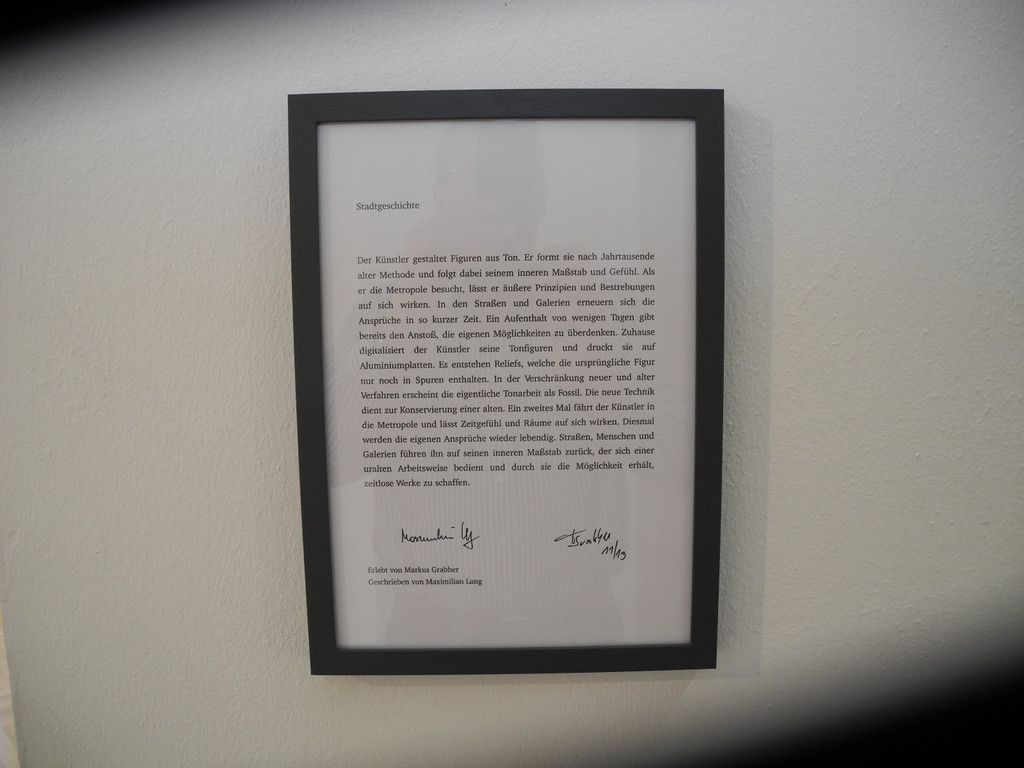 Stadtgeschichte
Der Künstler gestaltet Figuren aus Ton. Er formt sie nach Jahrtausende
alter Methode und folgt dabei seinem inneren Maßstab und Gefühl. Als
er die Metropole besucht, lässt er äußere Prinzipien und Bestrebungen
auf sich wirken. In den Straßen und Galerien erneuern sich die
Ansprüche in so kurzer Zeit. Ein Aufenthalt von wenigen Tagen gibt
bereits den Anstoß, die eigenen Möglichkeiten zu überdenken. Zuhause
digitalisiert der Künstler seine Tonfiguren und druckt sie auf
Aluminiumplatten. Es entstehen Reliefs, welche die ursprüngliche Figur
nur noch in Spuren enthalten. In der Verschränkung neuer und alter
Verfahren erscheint die eigentliche Tonarbeit als Fossil. Die neue Technik
dient zur Konservierung einer alten. Ein zweites Mal fährt der Künstler in
die Metropole und lässt Zeitgefühl und Räume auf sich wirken. Diesmal
werden die eigenen Ansprüche wieder lebendig. Straßen, Menschen und
Galerien führen ihn auf seinen inneren Maßstab zurück, der sich einer
uralten Arbeitsweise bedient und durch sie die Möglichkeit erhält,
zeitlose Werke zu schaffen.
11/19
Erlebt von Markus Grabher
Geschrieben von Maximilian Lang